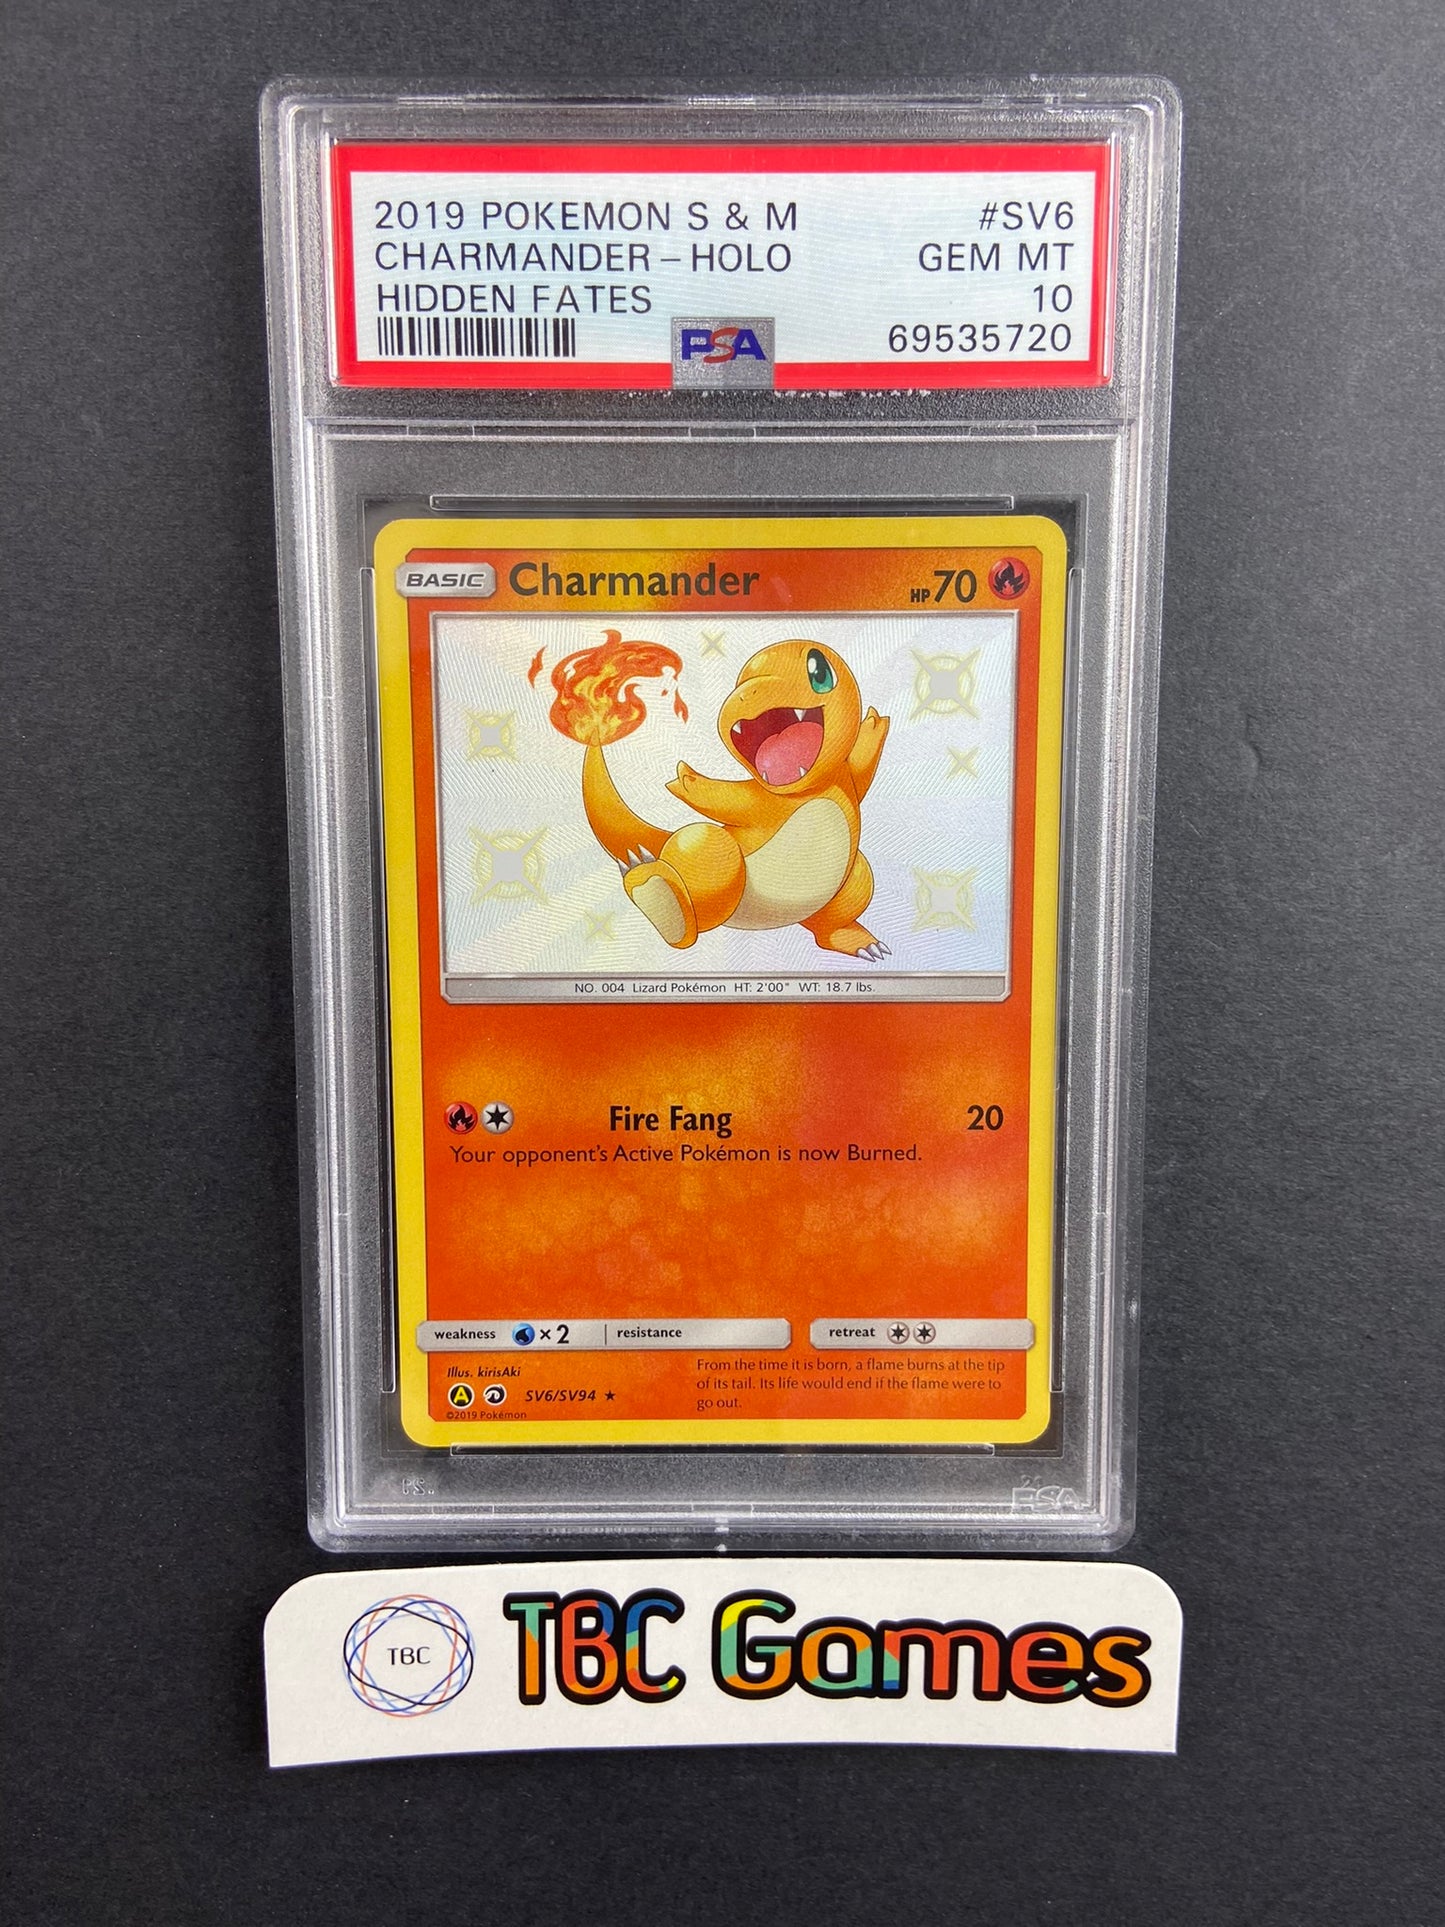 2019 POKEMON S & M #SV6
CHARMANDER-HOLO GEM MT
HIDDEN FATES 10
PSA 69535720
BASIC Charmander HP 70
NO. 004 Lizard Pokémon HT: 2'00" WT: 18.7 lbs.
Fire Fang 20
Your opponent's Active Pokémon is now Burned.
weakness ×2 resistance retreat
Illus. kirisAki
A SV6/SV94 ★
©2019 Pokémon
From the time it is born, a flame burns at the tip
of its tail. Its life would end if the flame were to
go out.
PSA
TBC TBC Games